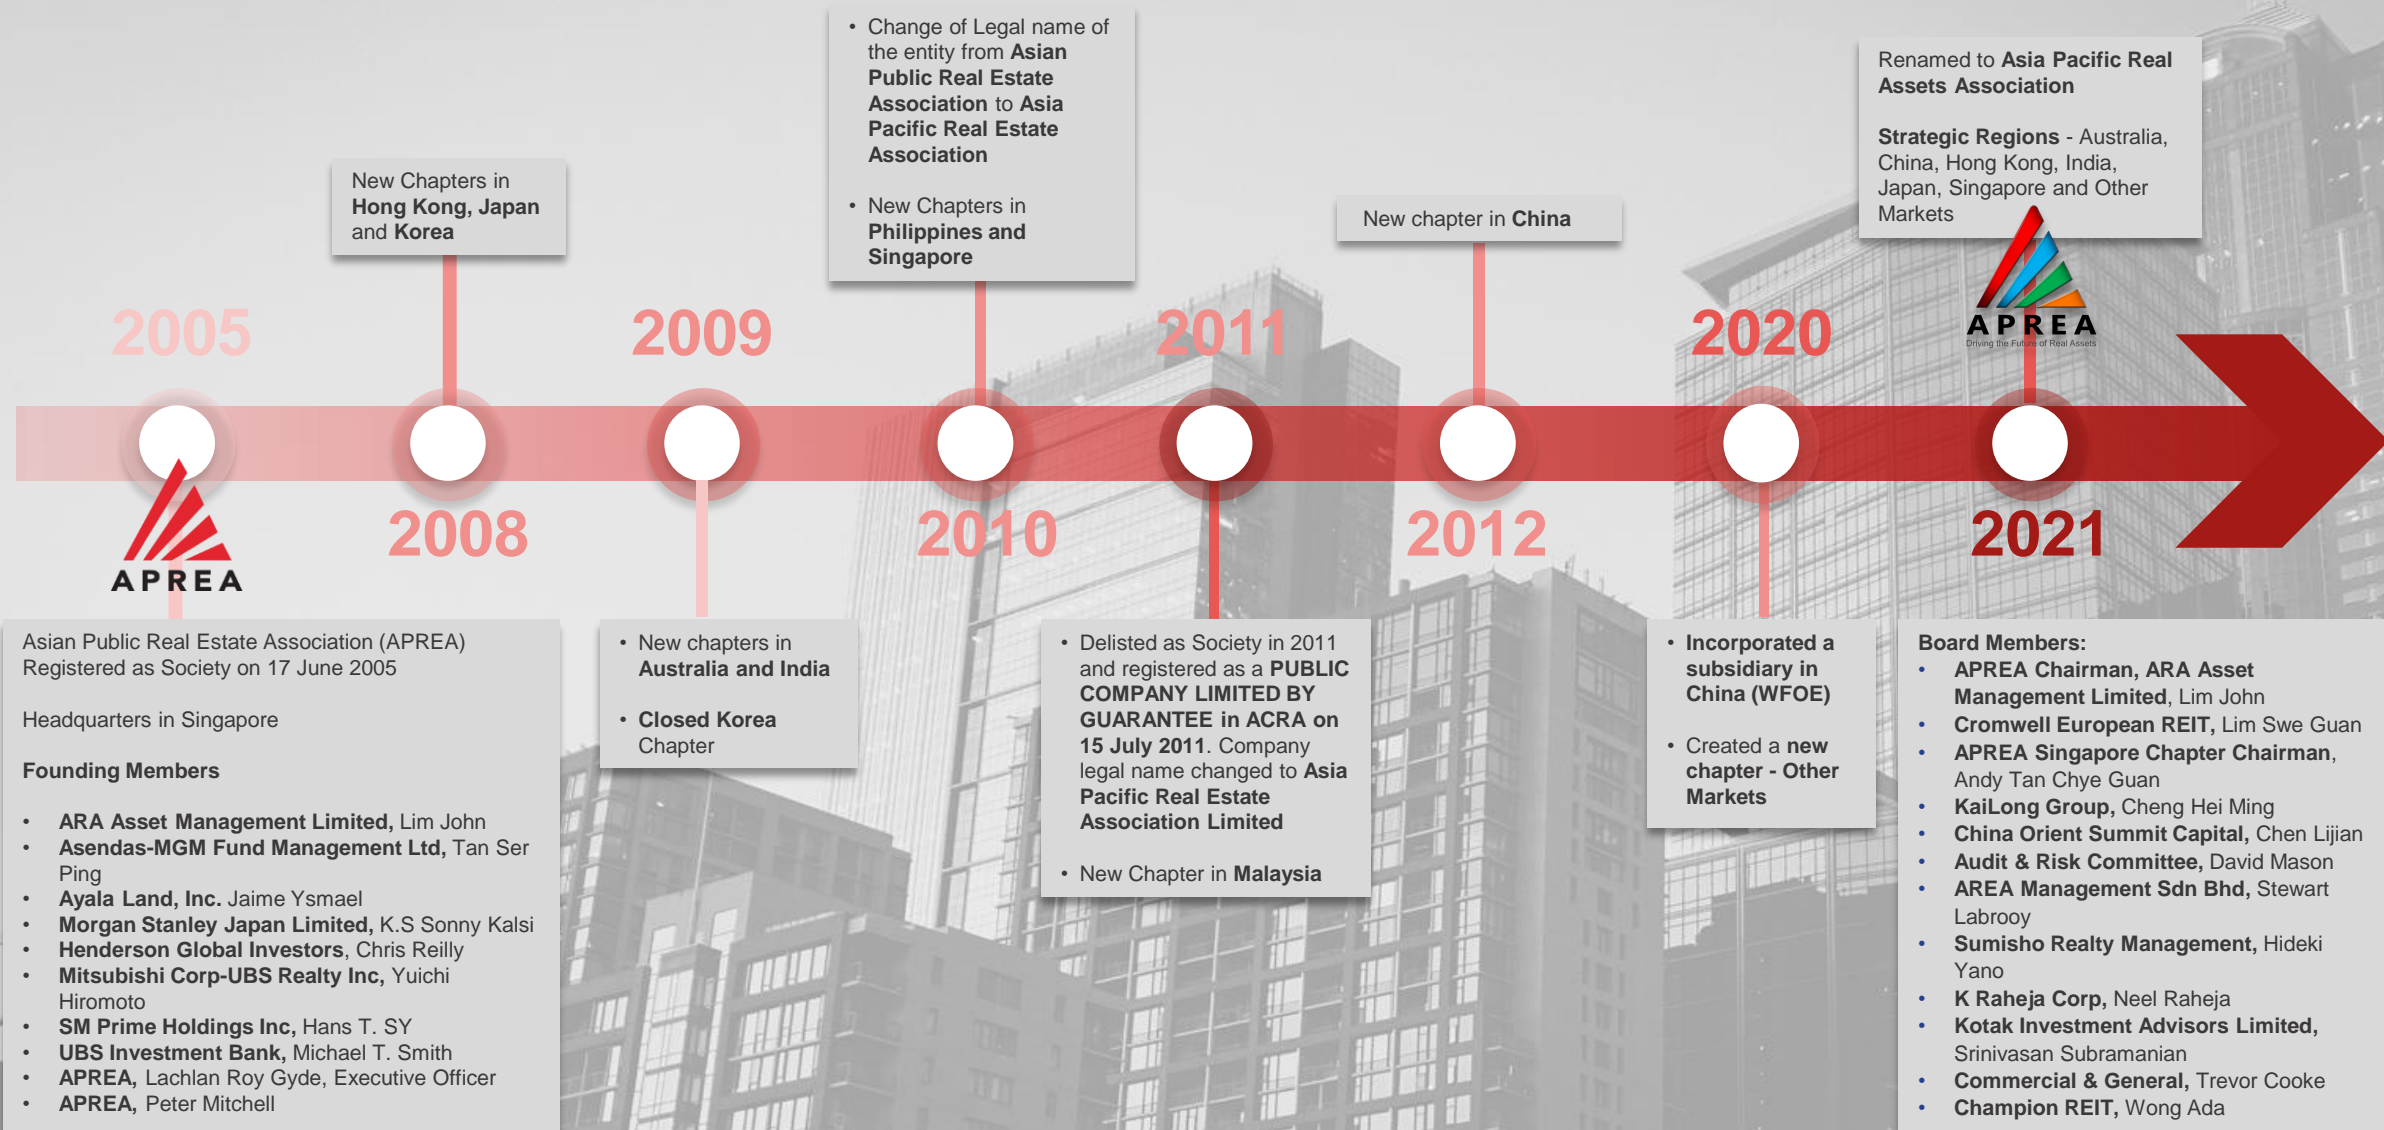 2005
APREA
Asian Public Real Estate Association (APREA)
Registered as Society on 17 June 2005
Headquarters in Singapore
Founding Members
• ARA Asset Management Limited, Lim John
• Asendas-MGM Fund Management Ltd, Tan Ser
Ping
• Ayala Land, Inc. Jaime Ysmael
• Morgan Stanley Japan Limited, K.S Sonny Kalsi
• Henderson Global Investors, Chris Reilly
• Mitsubishi Corp-UBS Realty Inc, Yuichi
Hiromoto
• SM Prime Holdings Inc, Hans T. SY
• UBS Investment Bank, Michael T. Smith
• APREA, Lachlan Roy Gyde, Executive Officer
• APREA, Peter Mitchell
New Chapters in
Hong Kong, Japan
and Korea
2008
2009
• New chapters in
Australia and India
• Closed Korea
Chapter
• Change of Legal name of
the entity from Asian
Public Real Estate
Association to Asia
Pacific Real Estate
Association
• New Chapters in
Philippines and
Singapore
2010
2011
• Delisted as Society in 2011
and registered as a PUBLIC
COMPANY LIMITED BY
GUARANTEE in ACRA on
15 July 2011. Company
legal name changed to Asia
Pacific Real Estate
Association Limited
• New Chapter in Malaysia
New chapter in China
2012
2020
• Incorporated a
subsidiary in
China (WFOE)
• Created a new
chapter - Other
Markets
Renamed to Asia Pacific Real
Assets Association
Strategic Regions - Australia,
China, Hong Kong, India,
Japan, Singapore and Other
Markets
APREA
Driving the Future of Real Assets
2021
Board Members:
• APREA Chairman, ARA Asset
Management Limited, Lim John
• Cromwell European REIT, Lim Swe Guan
• APREA Singapore Chapter Chairman,
Andy Tan Chye Guan
• KaiLong Group, Cheng Hei Ming
• China Orient Summit Capital, Chen Lijian
• Audit & Risk Committee, David Mason
• AREA Management Sdn Bhd, Stewart
Labrooy
• Sumisho Realty Management, Hideki
Yano
• K Raheja Corp, Neel Raheja
• Kotak Investment Advisors Limited,
Srinivasan Subramanian
• Commercial & General, Trevor Cooke
• Champion REIT, Wong Ada